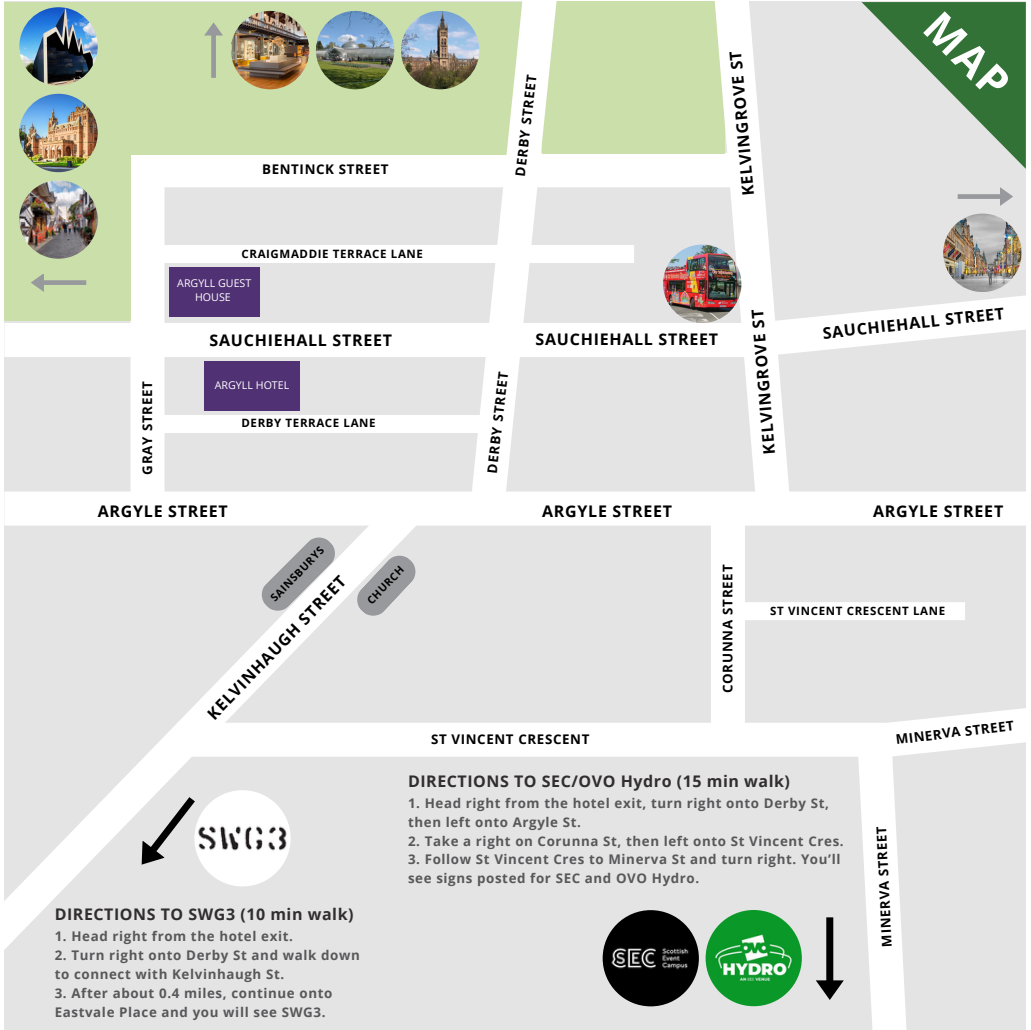 MAP
DERBY STREET
KELVINGROVE ST
BENTINCK STREET
CRAIGMADDIE TERRACE LANE
ARGYLL GUEST
HOUSE
SAUCHIEHALL STREET
SAUCHIEHALL STREET
SAUCHIEHALL STREET
KELVINGROVE ST
ARGYLL HOTEL
GRAY STREET
DERBY STREET
DERBY TERRACE LANE
ARGYLE STREET
ARGYLE STREET
ARGYLE STREET
SAINSBURYS
CHURCH
KELVINHAUGH STREET
CORUNNA STREET
ST VINCENT CRESCENT LANE
ST VINCENT CRESCENT
MINERVA STREET
MINERVA STREET
SWG3
DIRECTIONS TO SWG3 (10 min walk)
1. Head right from the hotel exit.
2. Turn right onto Derby St and walk down
to connect with Kelvinhaugh St.
3. After about 0.4 miles, continue onto
Eastvale Place and you will see SWG3.
DIRECTIONS TO SEC/OVO Hydro (15 min walk)
1. Head right from the hotel exit, turn right onto Derby St,
then left onto Argyle St.
2. Take a right on Corunna St, then left onto St Vincent Cres.
3. Follow St Vincent Cres to Minerva St and turn right. You'll
see signs posted for SEC and OVO Hydro.
SEC
Scottish
Event
Campus
OVO
HYDRO
AN SEC VENUE